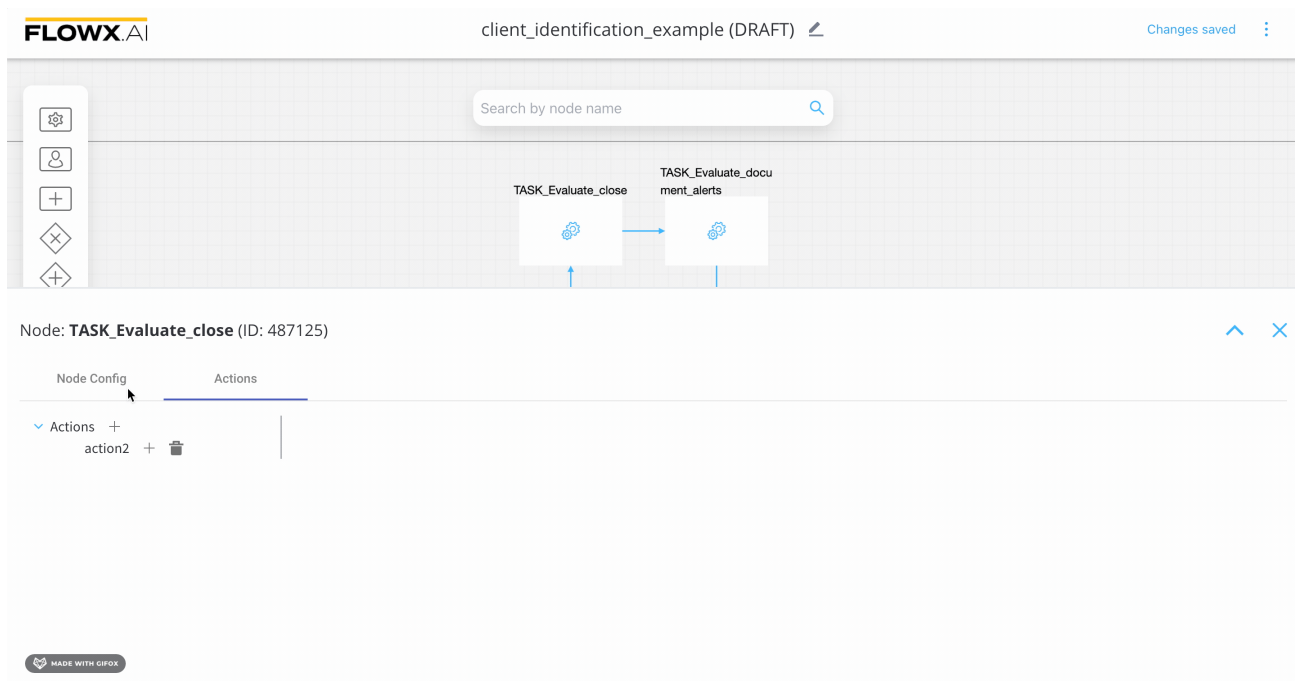 FLOWX.AI
client_identification_example (DRAFT)
Changes saved
Search by node name
TASK_Evaluate_close
TASK_Evaluate_docu
ment_alerts
Node: TASK_Evaluate_close (ID: 487125)
Node Config
Actions
Actions
action2
MADE WITH GIFOX